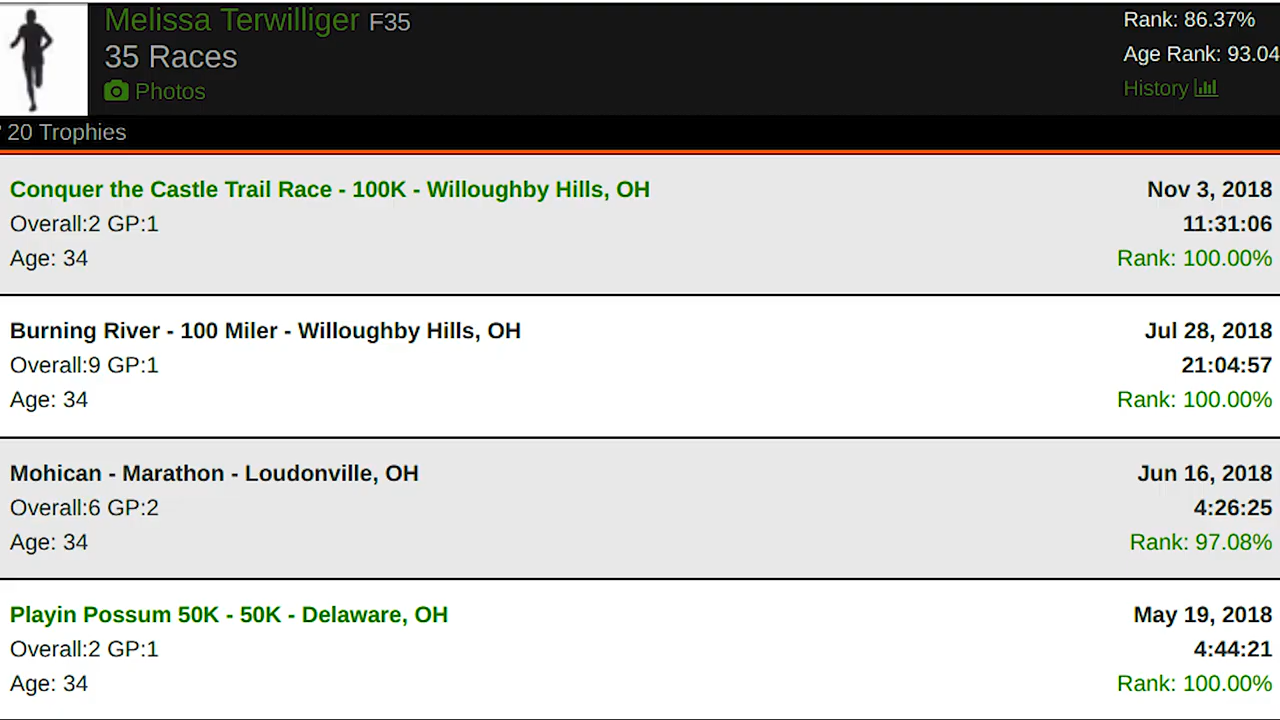 Melissa Terwilliger F35
35 Races
Photos
Rank: 86.37%
Age Rank: 93.04
History
20 Trophies
Conquer the Castle Trail Race - 100K - Willoughby Hills, OH
Nov 3, 2018
Overall:2 GP:1
11:31:06
Age: 34
Rank: 100.00%
Burning River - 100 Miler - Willoughby Hills, OH
Jul 28, 2018
Overall:9 GP:1
21:04:57
Age: 34
Rank: 100.00%
Mohican - Marathon - Loudonville, OH
Jun 16, 2018
Overall:6 GP:2
4:26:25
Age: 34
Rank: 97.08%
Playin Possum 50K - 50K - Delaware, OH
May 19, 2018
Overall:2 GP:1
4:44:21
Age: 34
Rank: 100.00%